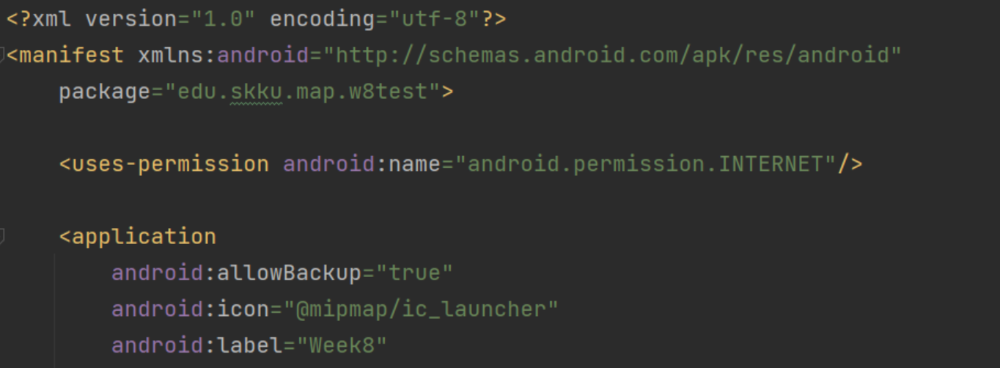 <?xml version="1.0" encoding="utf-8"?>
<manifest xmlns:android="http://schemas.android.com/apk/res/android"
    package="edu.skku.map.w8test">
    <uses-permission android:name="android.permission.INTERNET"/>
    <application
        android:allowBackup="true"
        android:icon="@mipmap/ic_launcher"
        android:label="Week8"